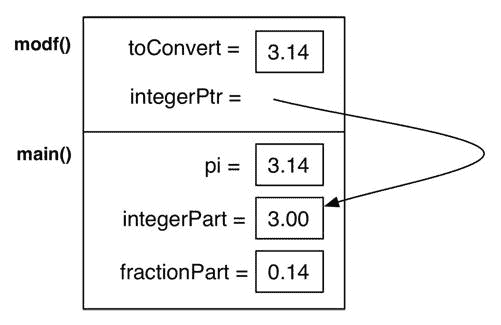 modf() toConvert = 3.14
integerPtr =
main() pi = 3.14
integerPart = 3.00
fractionPart = 0.14